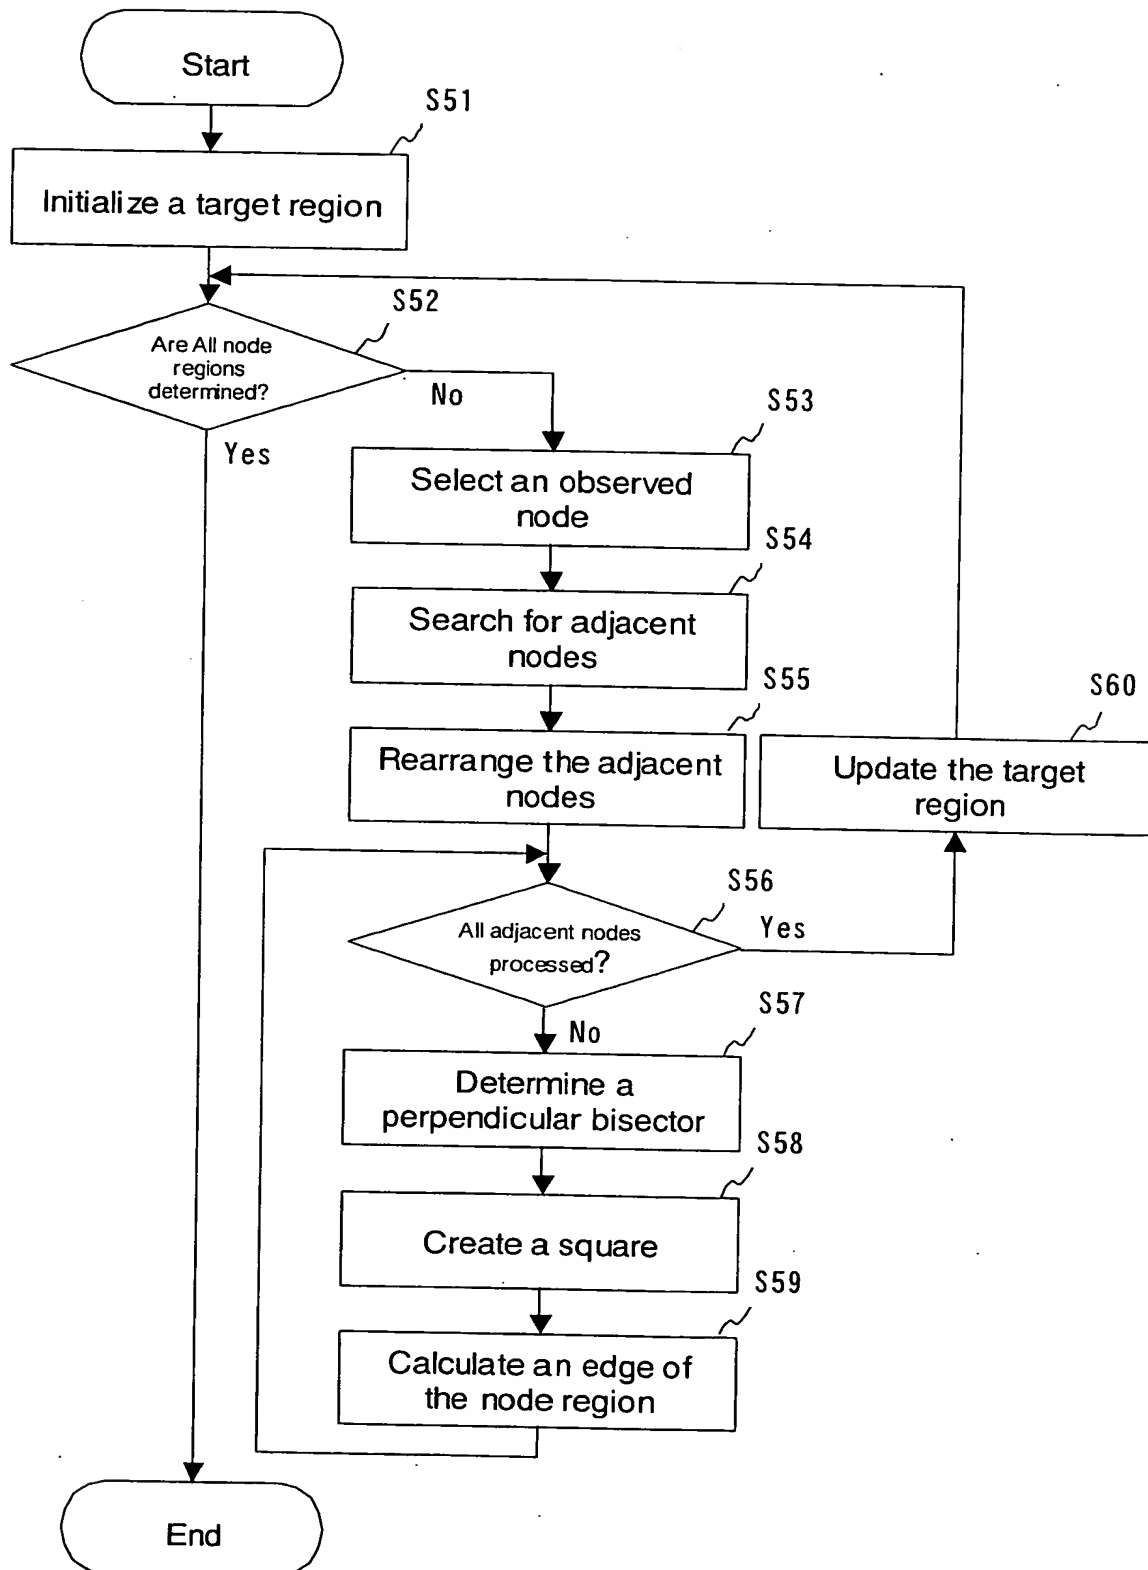 Start
S51
Initialize a target region
S52
Are All node
regions
determined?
No
Yes
S53
Select an observed
node
S54
Search for adjacent
nodes
S55
Rearrange the adjacent
nodes
S60
Update the target
region
S56
All adjacent nodes
processed?
Yes
No
S57
Determine a
perpendicular bisector
S58
Create a square
S59
Calculate an edge of
the node region
End